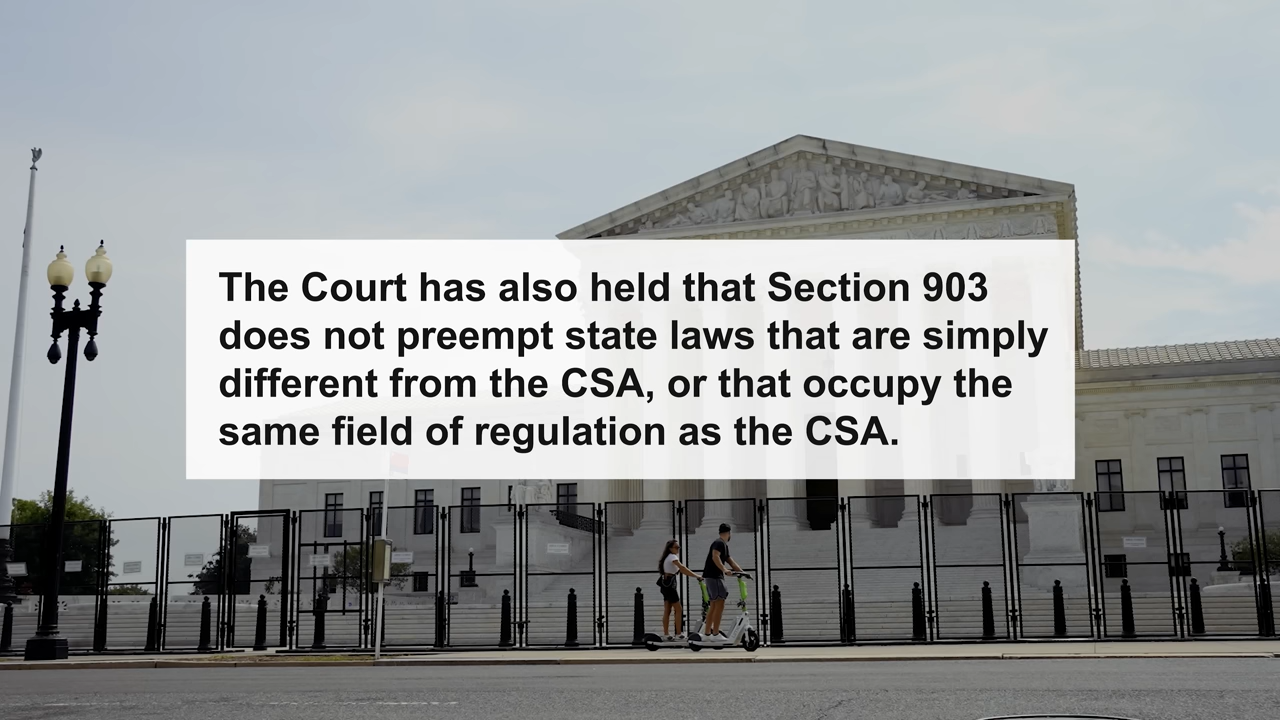 The Court has also held that Section 903
does not preempt state laws that are simply
different from the CSA, or that occupy the
same field of regulation as the CSA.